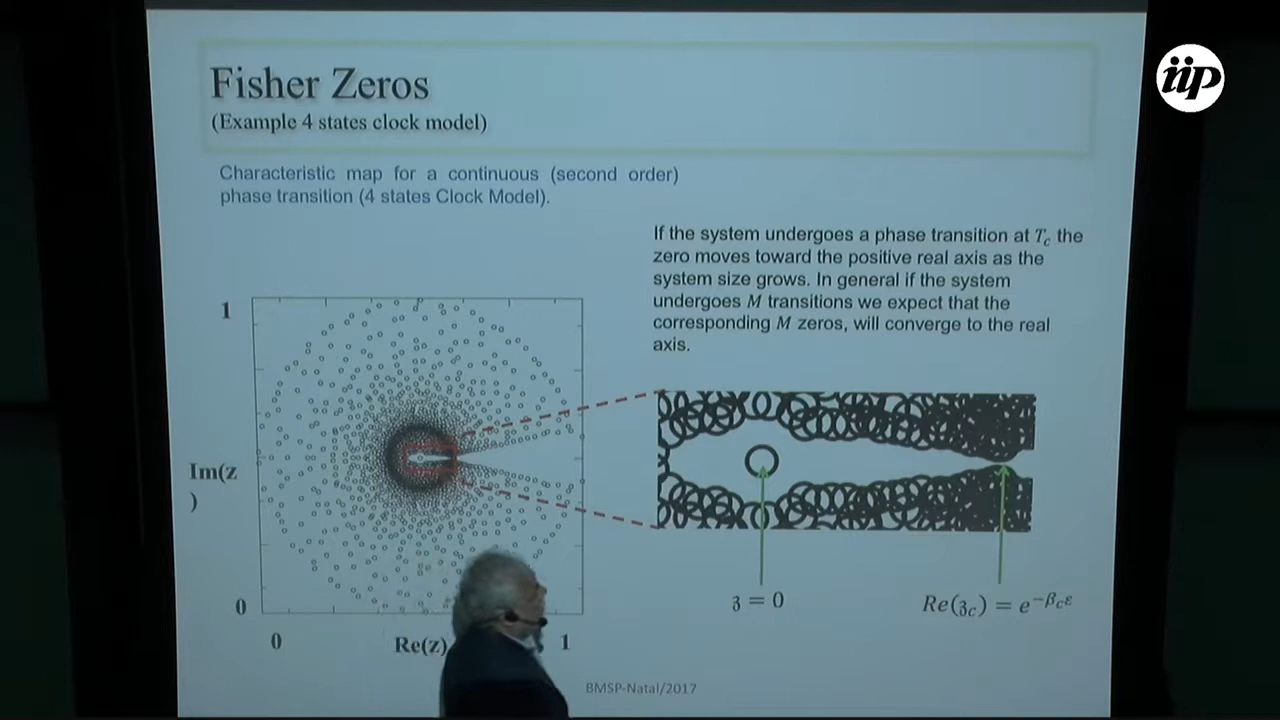 iip
Fisher Zeros
(Example 4 states clock model)
Characteristic map for a continuous (second order)
phase transition (4 states Clock Model).
If the system undergoes a phase transition at T_c the
zero moves toward the positive real axis as the
system size grows. In general if the system
undergoes M transitions we expect that the
corresponding M zeros, will converge to the real
axis.
1
Im(z
)
0
0
Re(z)
1
ʒ = 0
Re(ʒ_c) = e^{-β_cε}
BMSP-Natal/2017